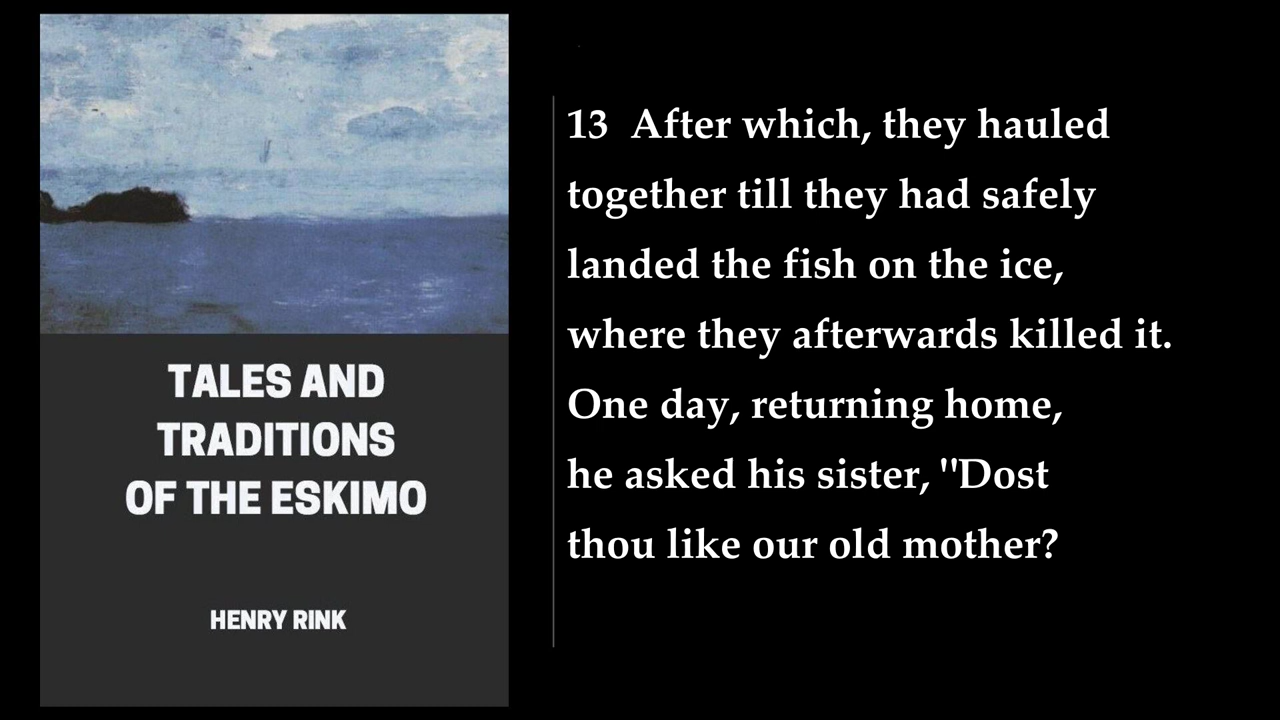 TALES AND
TRADITIONS
OF THE ESKIMO
HENRY RINK
13 After which, they hauled
together till they had safely
landed the fish on the ice,
where they afterwards killed it.
One day, returning home,
he asked his sister, "Dost
thou like our old mother?